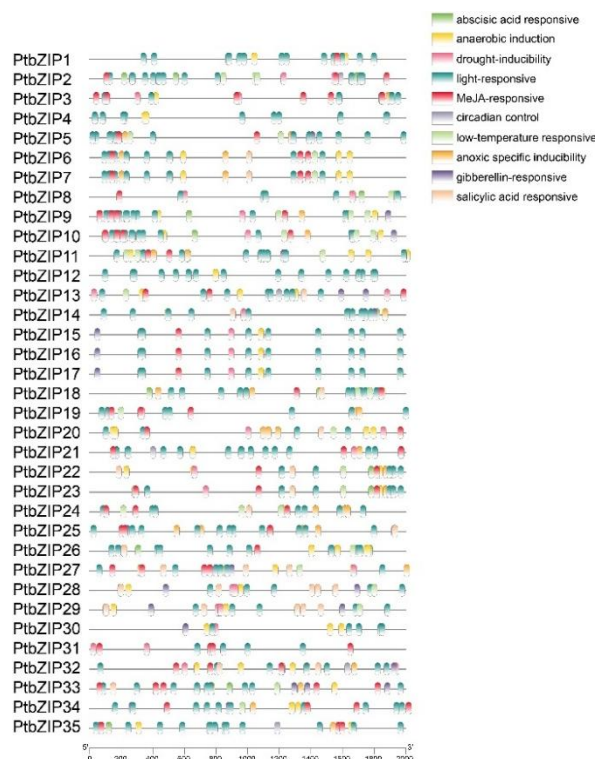 abscisic acid responsive
anaerobic induction
drought-inducibility
light-responsive
MeJA-responsive
circadian control
low-temperature responsive
anoxic specific inducibility
gibberellin-responsive
salicylic acid responsive
PtbZIP1
PtbZIP2
PtbZIP3
PtbZIP4
PtbZIP5
PtbZIP6
PtbZIP7
PtbZIP8
PtbZIP9
PtbZIP10
PtbZIP11
PtbZIP12
PtbZIP13
PtbZIP14
PtbZIP15
PtbZIP16
PtbZIP17
PtbZIP18
PtbZIP19
PtbZIP20
PtbZIP21
PtbZIP22
PtbZIP23
PtbZIP24
PtbZIP25
PtbZIP26
PtbZIP27
PtbZIP28
PtbZIP29
PtbZIP30
PtbZIP31
PtbZIP32
PtbZIP33
PtbZIP34
PtbZIP35
5' 3'
0 200 400 600 800 1000 1200 1400 1600 1800 2000